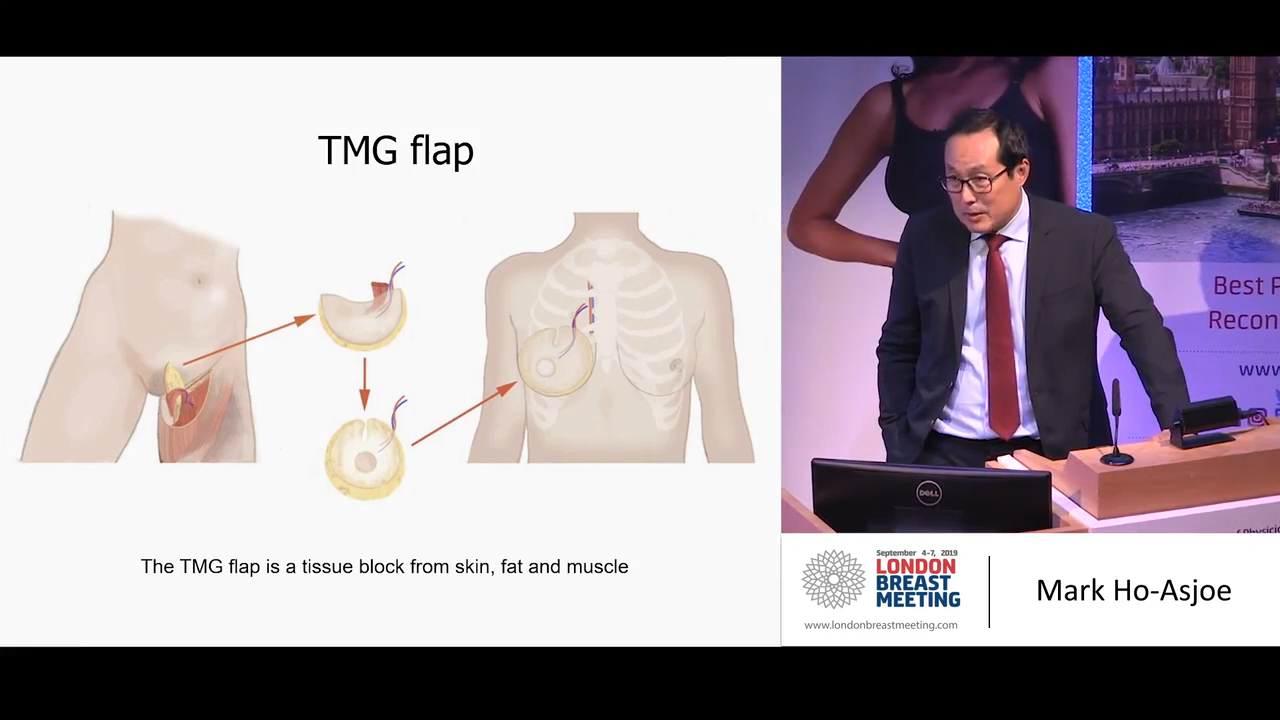 TMG flap
The TMG flap is a tissue block from skin, fat and muscle
Best
Recon
www
DELL
September 4-7, 2019
LONDON
BREAST
MEETING
www.londonbreastmeeting.com
Mark Ho-Asjoe